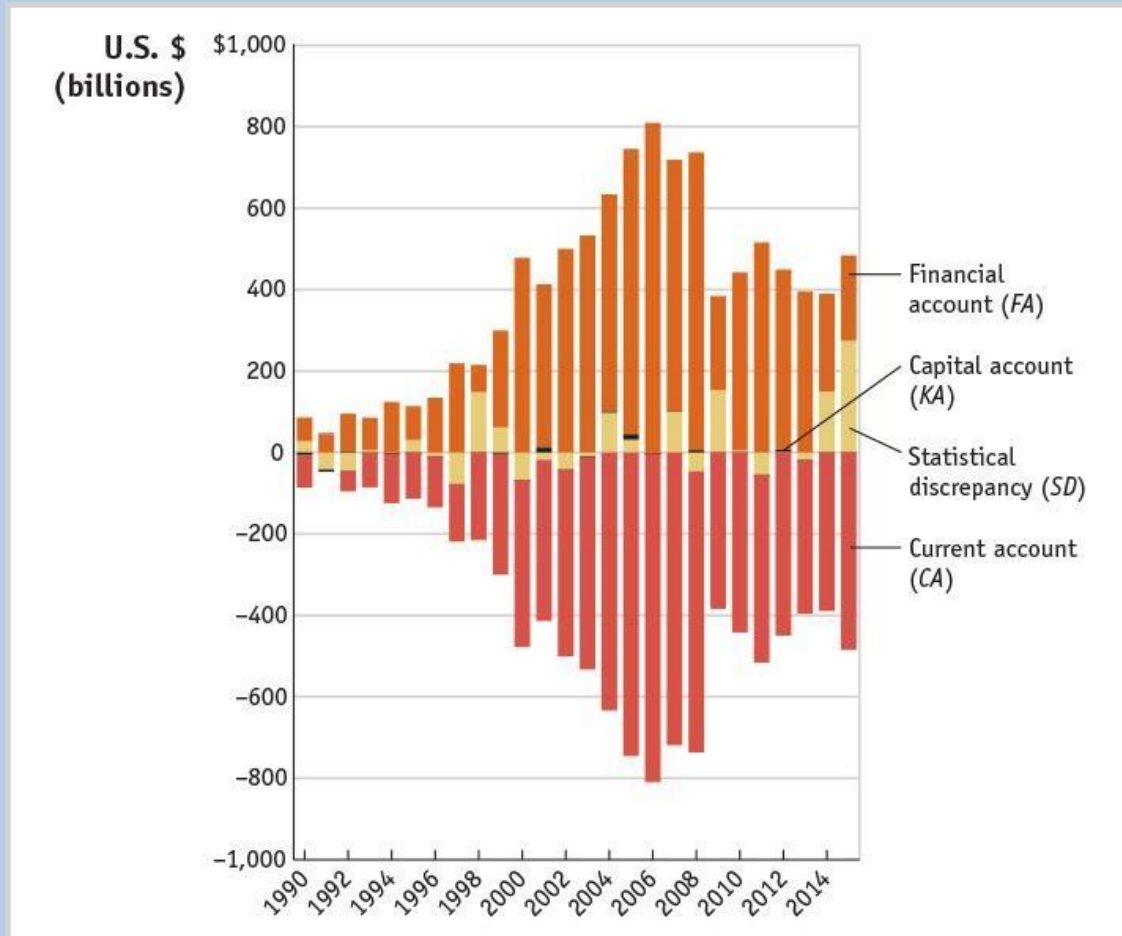 U.S. $
(billions)
$1,000
800
600
400
200
0
−200
−400
−600
−800
−1,000
1990
1992
1994
1996
1998
2000
2002
2004
2006
2008
2010
2012
2014
Financial
account (FA)
Capital account
(KA)
Statistical
discrepancy (SD)
Current account
(CA)